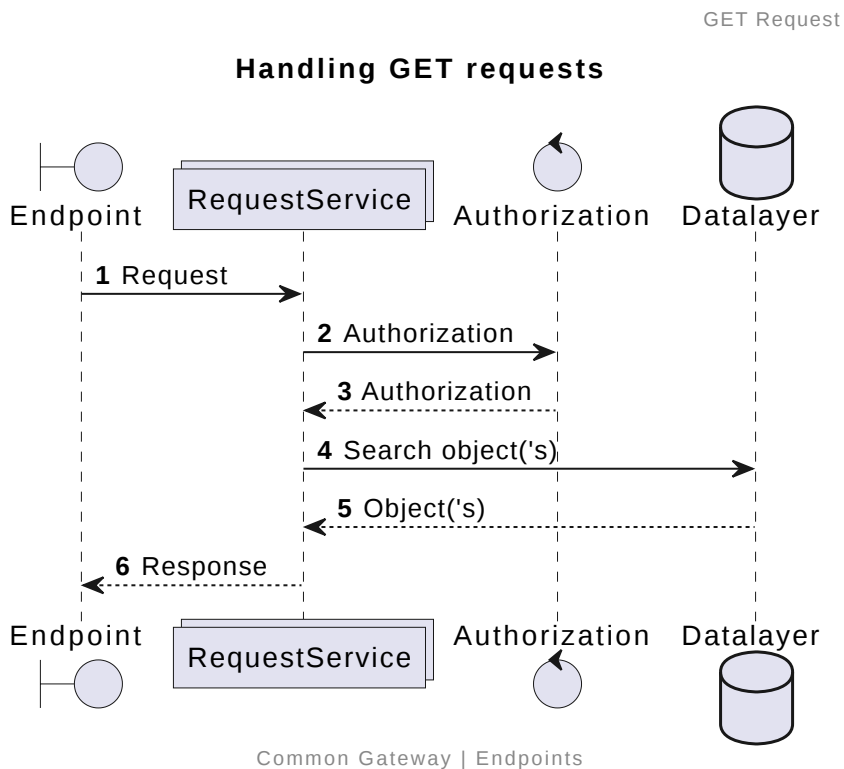 GET Request
Handling GET requests
Endpoint
RequestService
Authorization
Datalayer
1 Request
2 Authorization
3 Authorization
4 Search object('s)
5 Object('s)
6 Response
Endpoint
RequestService
Authorization
Datalayer
Common Gateway | Endpoints